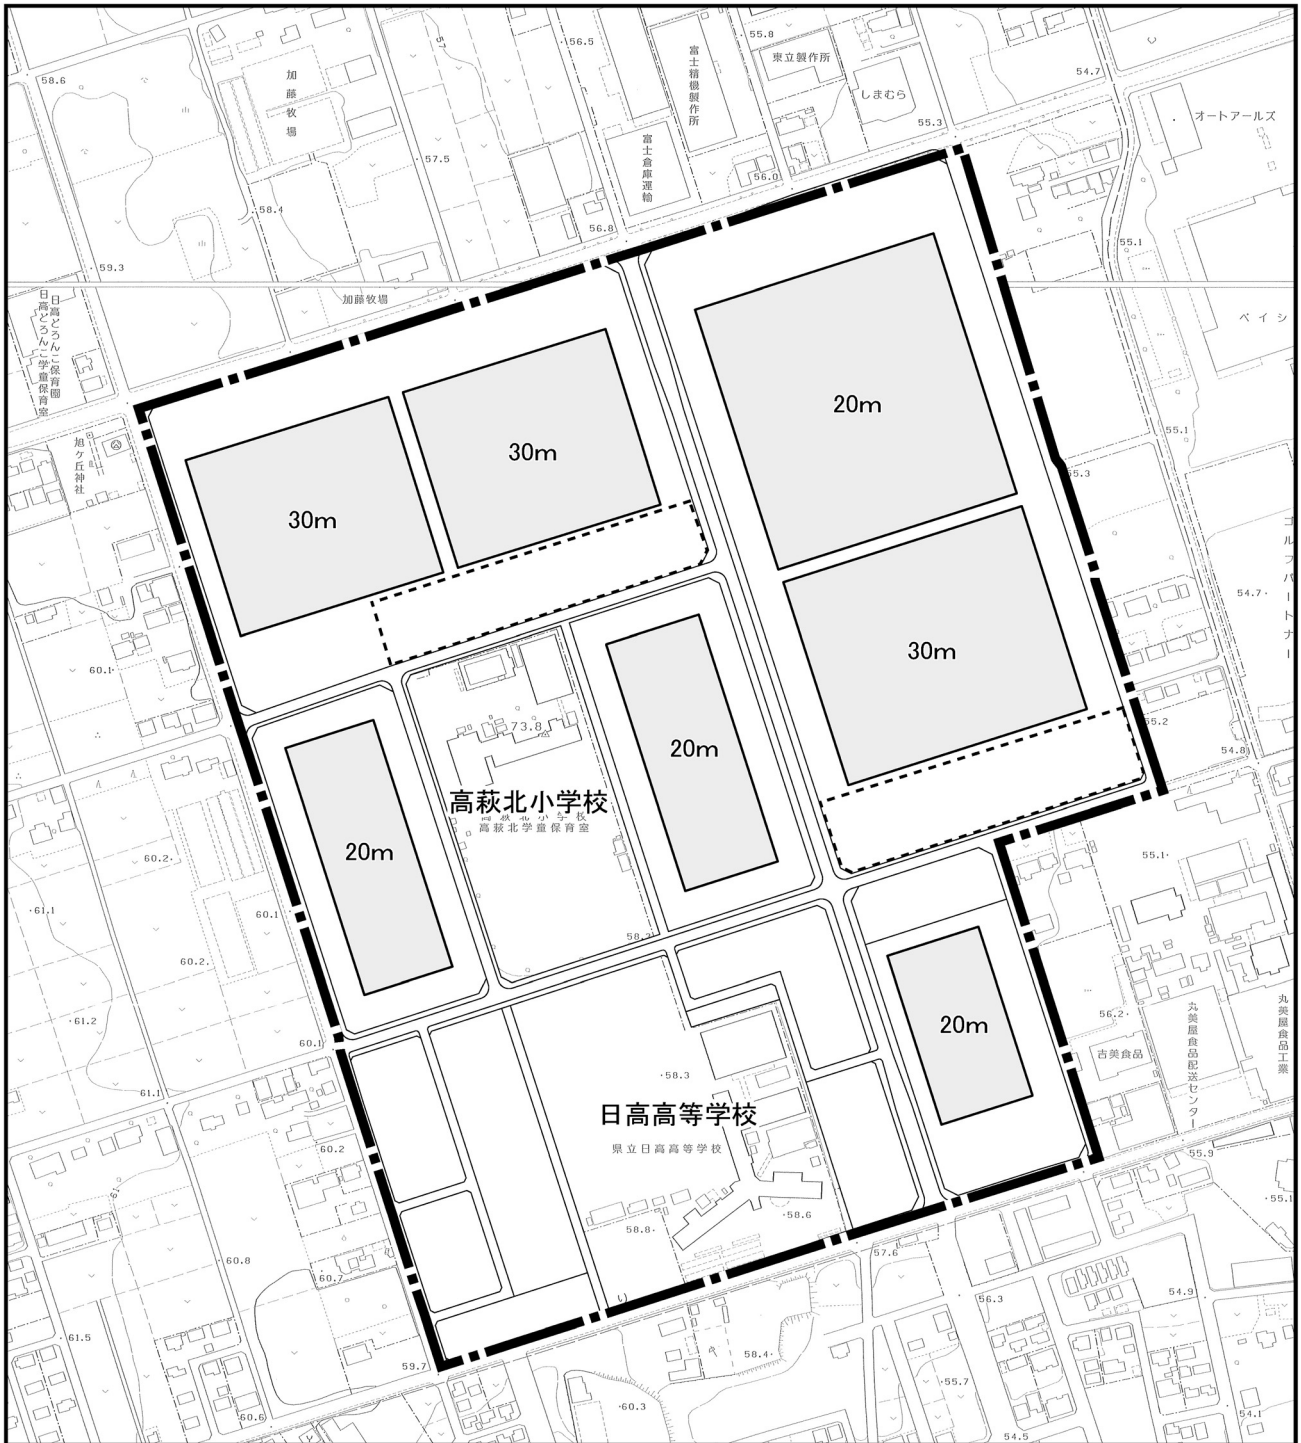 56.5
55.8
富士精機製作所
東立製作所
54.7
58.6
加藤牧場
しまむら
オートアールズ
55.3
57.5
富士倉庫運輸
56.0
58.4
56.8
55.1
59.3
加藤牧場
日高どろんこ保育園
日高どろんこ学童保育室
ベイシ
20m
旭ヶ丘神社
30m
55.1
55.3
30m
ゴルフパートナー
54.7
60.1
30m
73.8
55.2
20m
54.8
高萩北小学校
高萩北小学校
高萩北学童保育室
20m
60.2
55.1
61.1
60.1
58.2
60.2
61.2
20m
56.2
丸美屋食品配送センター
丸美屋食品工業
60.1
吉美食品
58.3
61.1
日高高等学校
県立日高高等学校
60.2
55.9
61
55.1
58.6
58.8
57.6
60.8
60.7
56.3
54.9
61.5
58.4
59.7
55.7
60.3
60.6
54.1
54.5